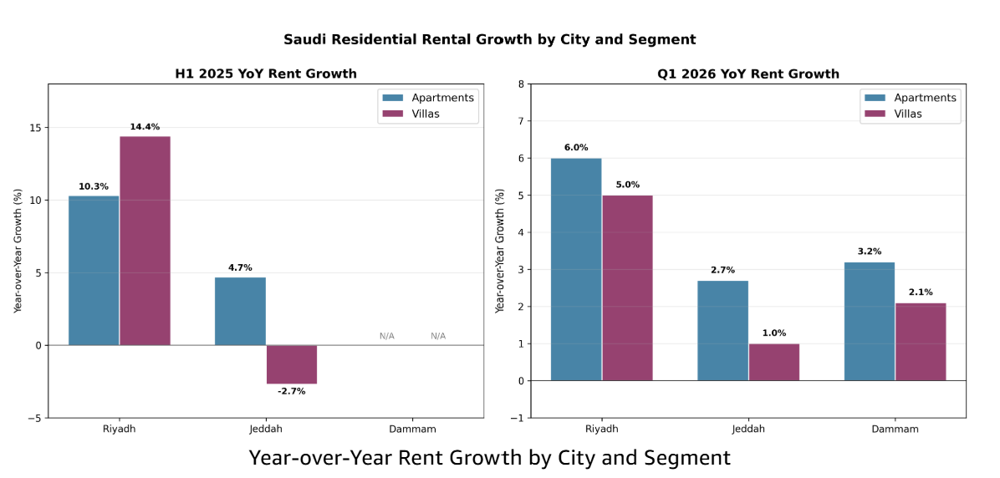 Saudi Residential Rental Growth by City and Segment
H1 2025 YoY Rent Growth
Apartments
Villas
Year-over-Year Growth (%)
15
10
5
0
−5
10.3%
14.4%
4.7%
-2.7%
N/A
N/A
Riyadh
Jeddah
Dammam
Q1 2026 YoY Rent Growth
Apartments
Villas
Year-over-Year Growth (%)
8
7
6
5
4
3
2
1
0
−1
6.0%
5.0%
2.7%
1.0%
3.2%
2.1%
Riyadh
Jeddah
Dammam
Year-over-Year Rent Growth by City and Segment